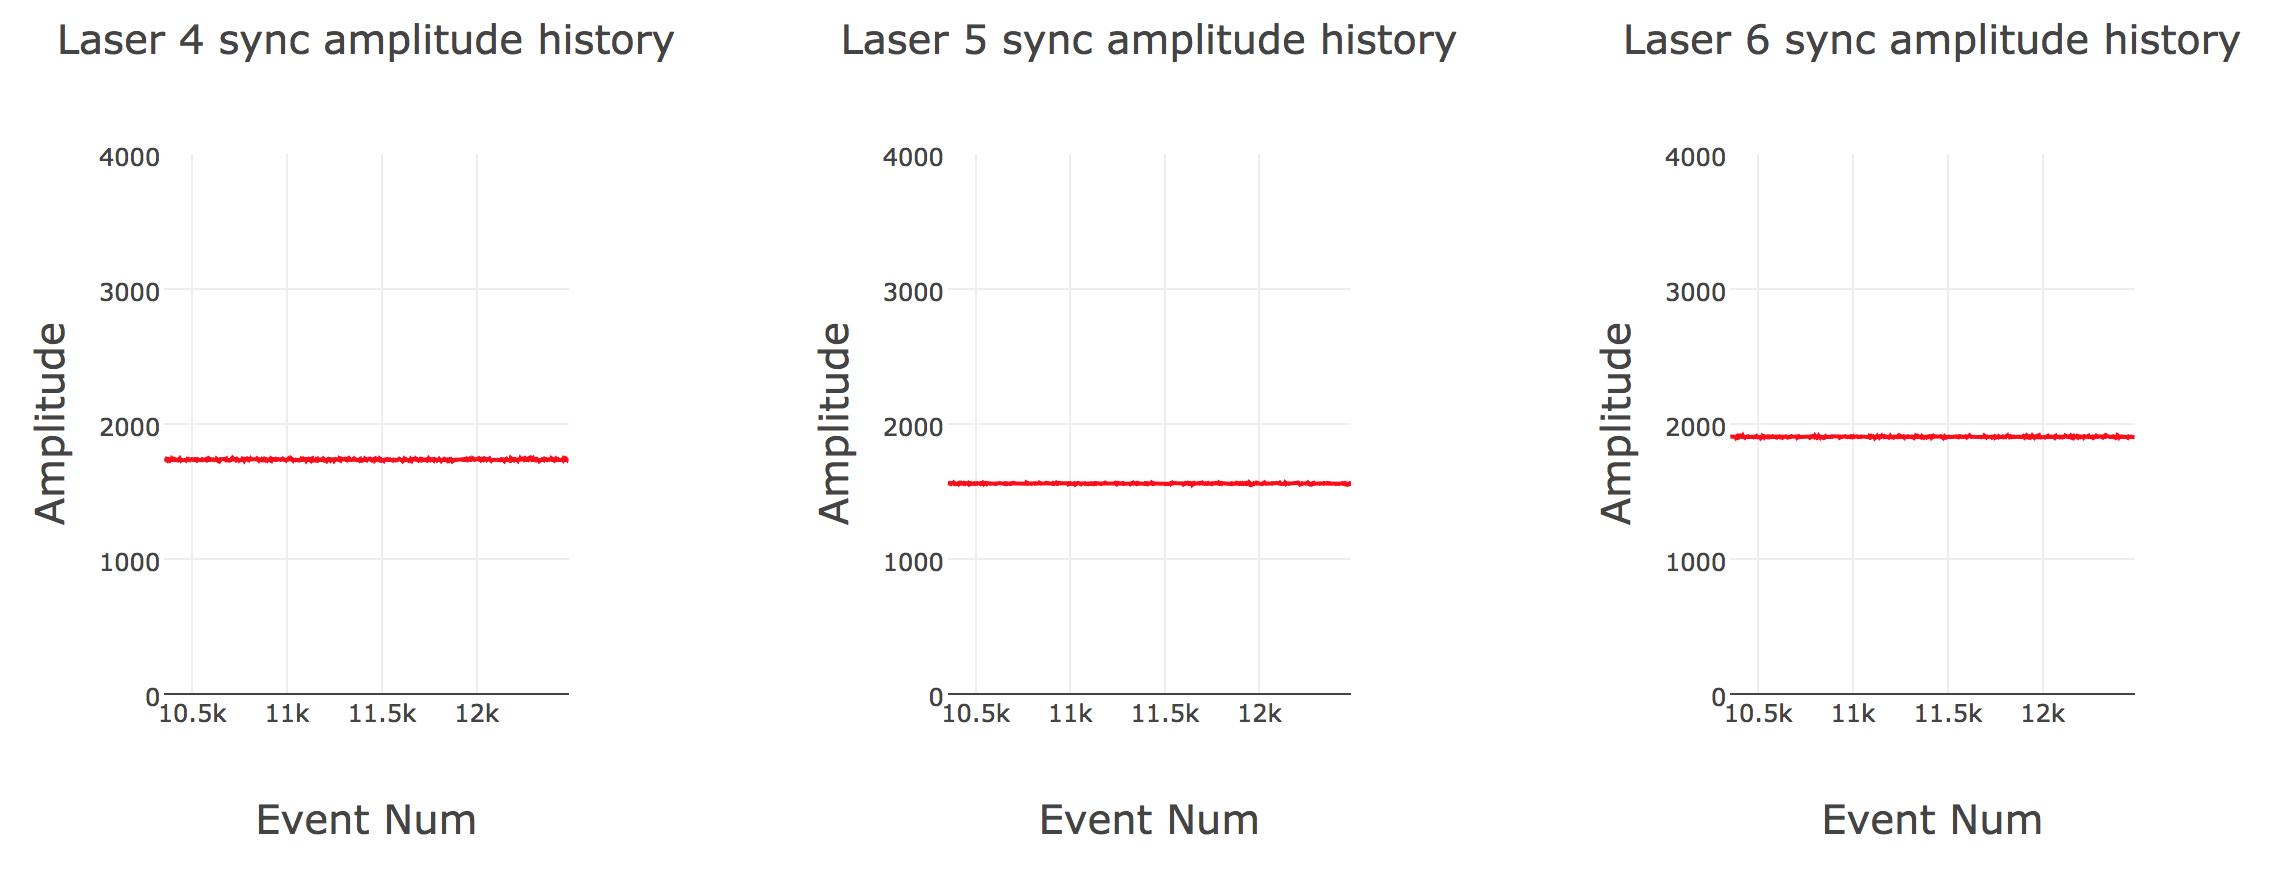 Laser 4 sync amplitude history
4000
3000
2000
1000
0
Amplitude
10.5k 11k 11.5k 12k
Event Num
Laser 5 sync amplitude history
4000
3000
2000
1000
0
Amplitude
10.5k 11k 11.5k 12k
Event Num
Laser 6 sync amplitude history
4000
3000
2000
1000
0
Amplitude
10.5k 11k 11.5k 12k
Event Num